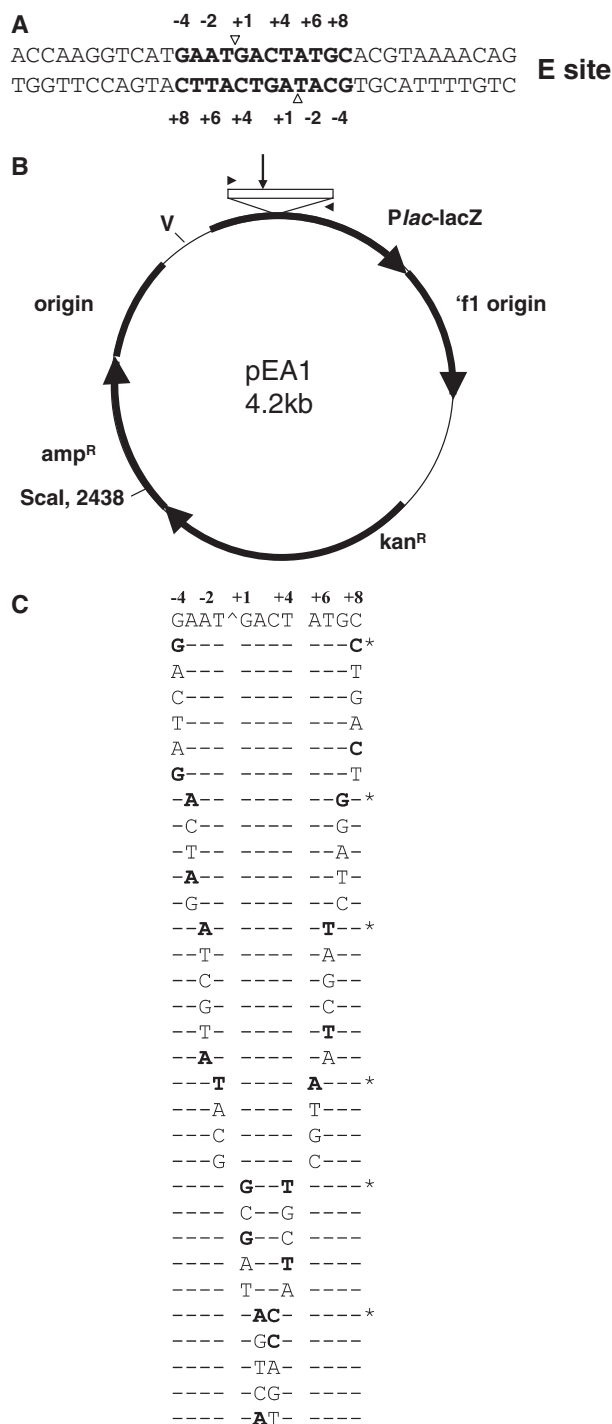 A
-4 -2 +1 +4 +6 +8
ACCAAGGTCATGAATGACTATGCACGTAAAACAG
TGGTTCCAGTACTTACTGATACGTGCATTTTGTC
E site
+8 +6 +4 +1 -2 -4
B
V
Plac-lacZ
origin
‘f1 origin
pEA1
4.2kb
ampR
ScaI, 2438
kanR
C
-4 -2 +1 +4 +6 +8
GAAT^GACT ATGC
G--- ---- ---C*
A--- ---- ---T
C--- ---- ---G
T--- ---- ---A
A--- ---- ---C
G--- ---- ---T
-A-- ---- --G-*
-C-- ---- --G-
-T-- ---- --A-
-A-- ---- --T-
-G-- ---- --C-
--A- ---- -T--*
--T- ---- -A--
--C- ---- -G--
--G- ---- -C--
--T- ---- -T--
--A- ---- -A--
---T ---- A---*
---A ---- T---
---C ---- G---
---G ---- C---
---- G--T ----*
---- C--G ----
---- G--C ----
---- A--T ----
---- T--A ----
---- -AC- ----*
---- -GC- ----
---- -TA- ----
---- -CG- ----
---- -AT- ----